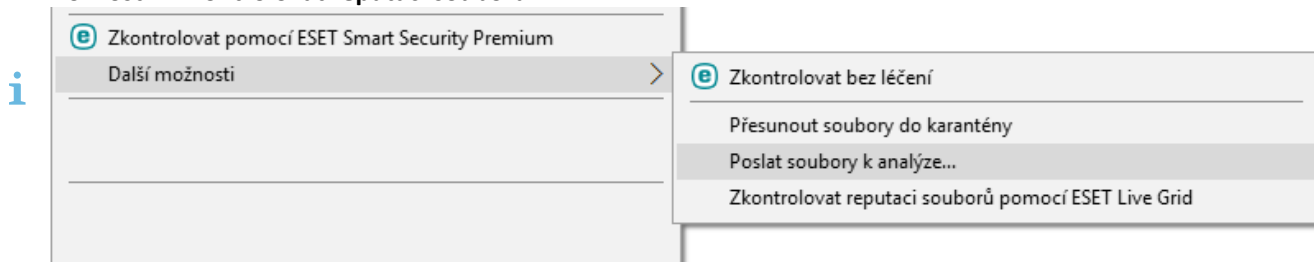 Zkontrolovat pomocí ESET Smart Security Premium
Další možnosti
Zkontrolovat bez léčení
Přesunout soubory do karantény
Poslat soubory k analýze...
Zkontrolovat reputaci souborů pomocí ESET Live Grid